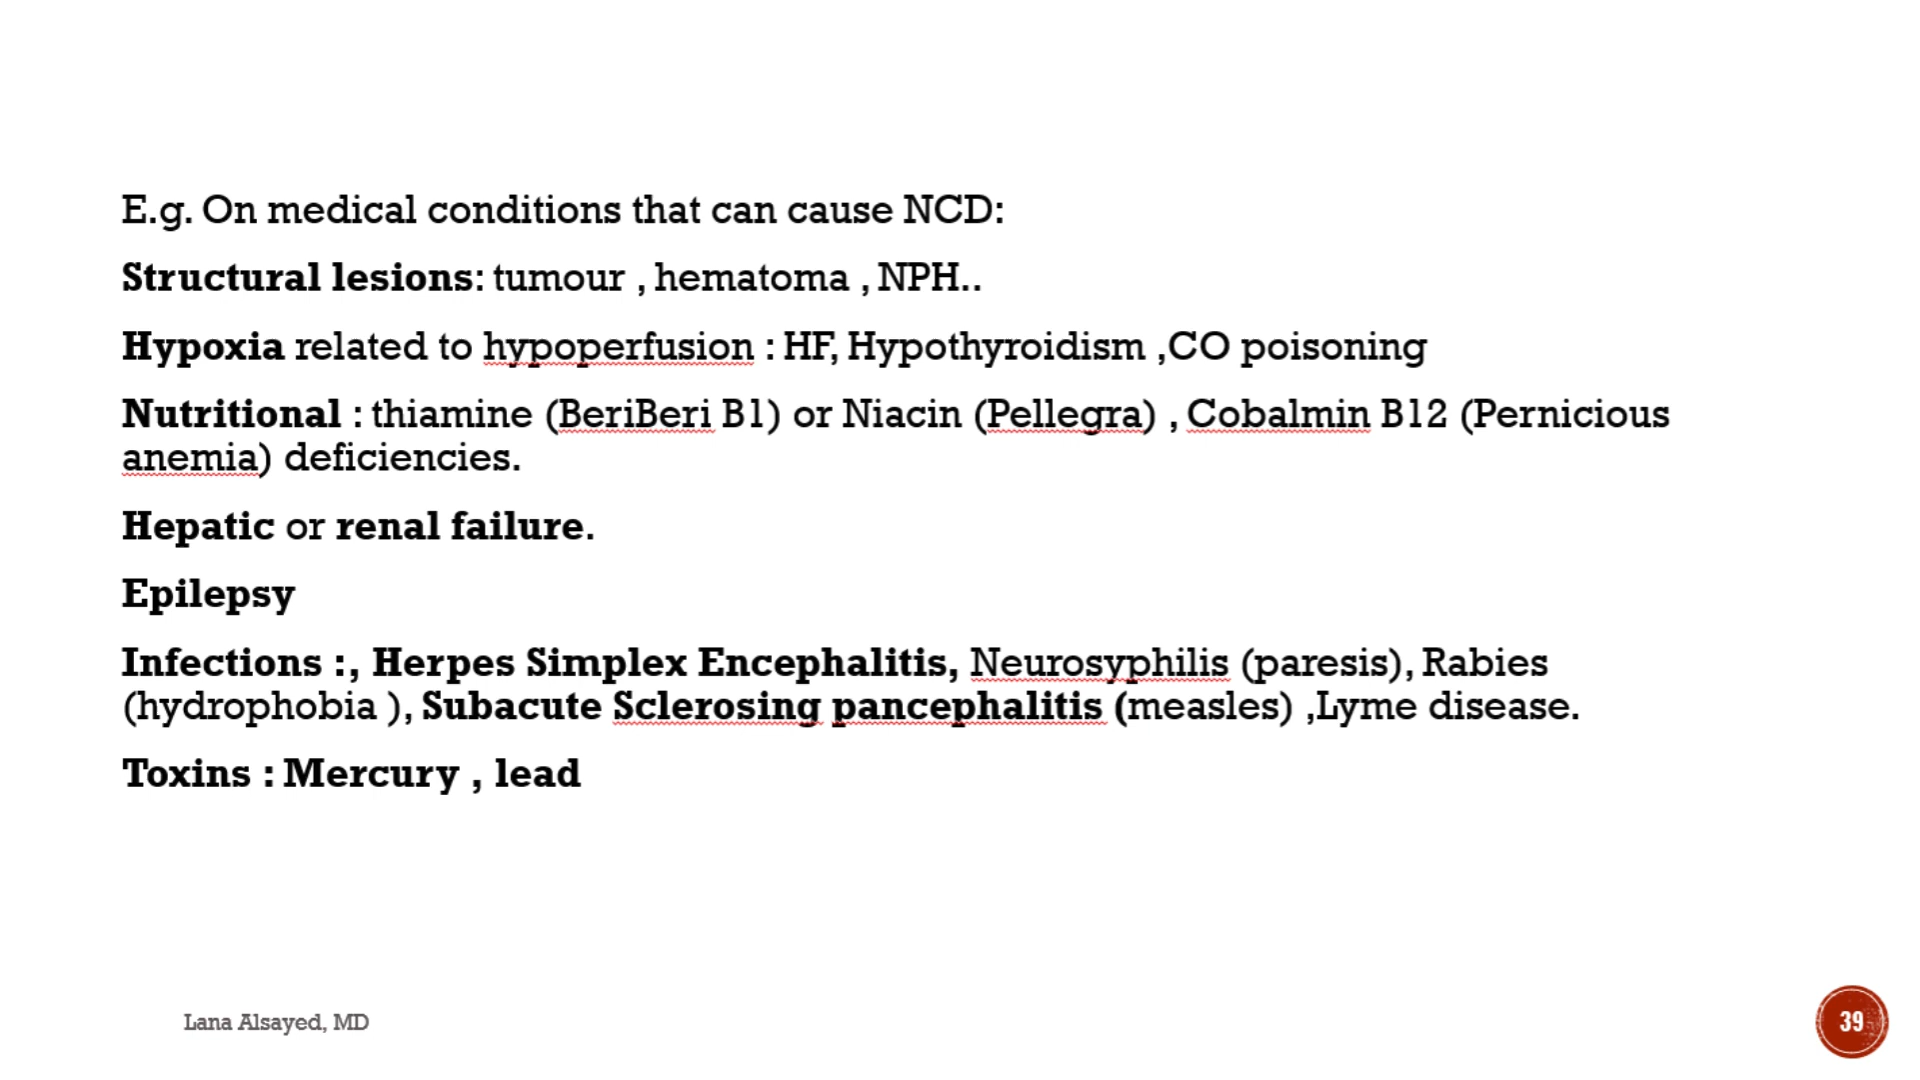 E.g. On medical conditions that can cause NCD:
Structural lesions: tumour , hematoma , NPH..
Hypoxia related to hypoperfusion : HF, Hypothyroidism ,CO poisoning
Nutritional : thiamine (BeriBeri B1) or Niacin (Pellegra) , Cobalmin B12 (Pernicious
anemia) deficiencies.
Hepatic or renal failure.
Epilepsy
Infections :, Herpes Simplex Encephalitis, Neurosyphilis (paresis), Rabies
(hydrophobia ), Subacute Sclerosing pancephalitis (measles) ,Lyme disease.
Toxins : Mercury , lead
Lana Alsayed, MD
39